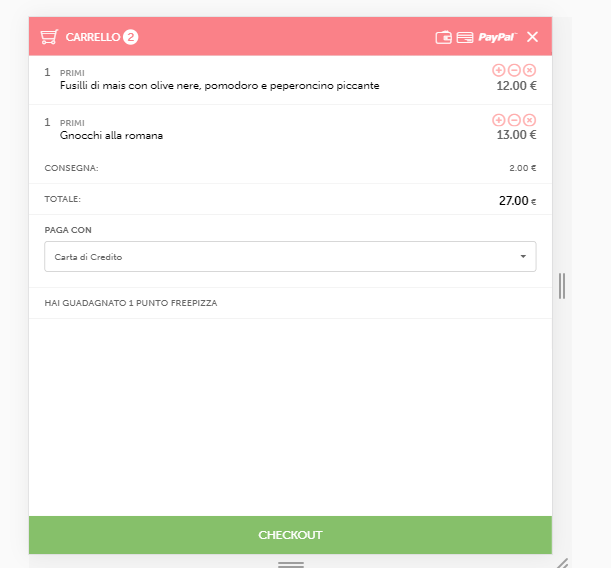 CARRELLO 2 PayPal
1 PRIMI
Fusilli di mais con olive nere, pomodoro e peperoncino piccante 12.00 €
1 PRIMI
Gnocchi alla romana 13.00 €
CONSEGNA: 2.00 €
TOTALE: 27.00 €
PAGA CON
Carta di Credito
HAI GUADAGNATO 1 PUNTO FREEPIZZA
CHECKOUT